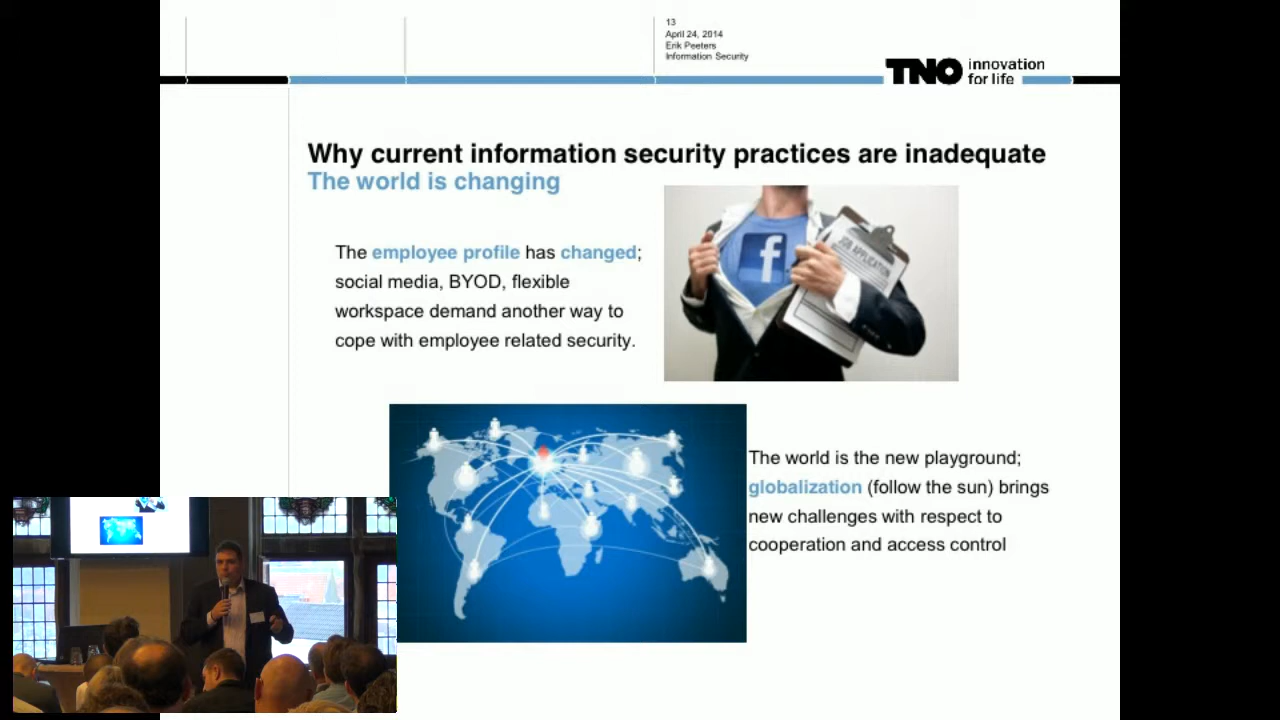 13
April 24, 2014
Erik Peeters
Information Security
TNO innovation
for life
Why current information security practices are inadequate
The world is changing
The employee profile has changed;
social media, BYOD, flexible
workspace demand another way to
cope with employee related security.
f
JOB APPLICATION
The world is the new playground;
globalization (follow the sun) brings
new challenges with respect to
cooperation and access control